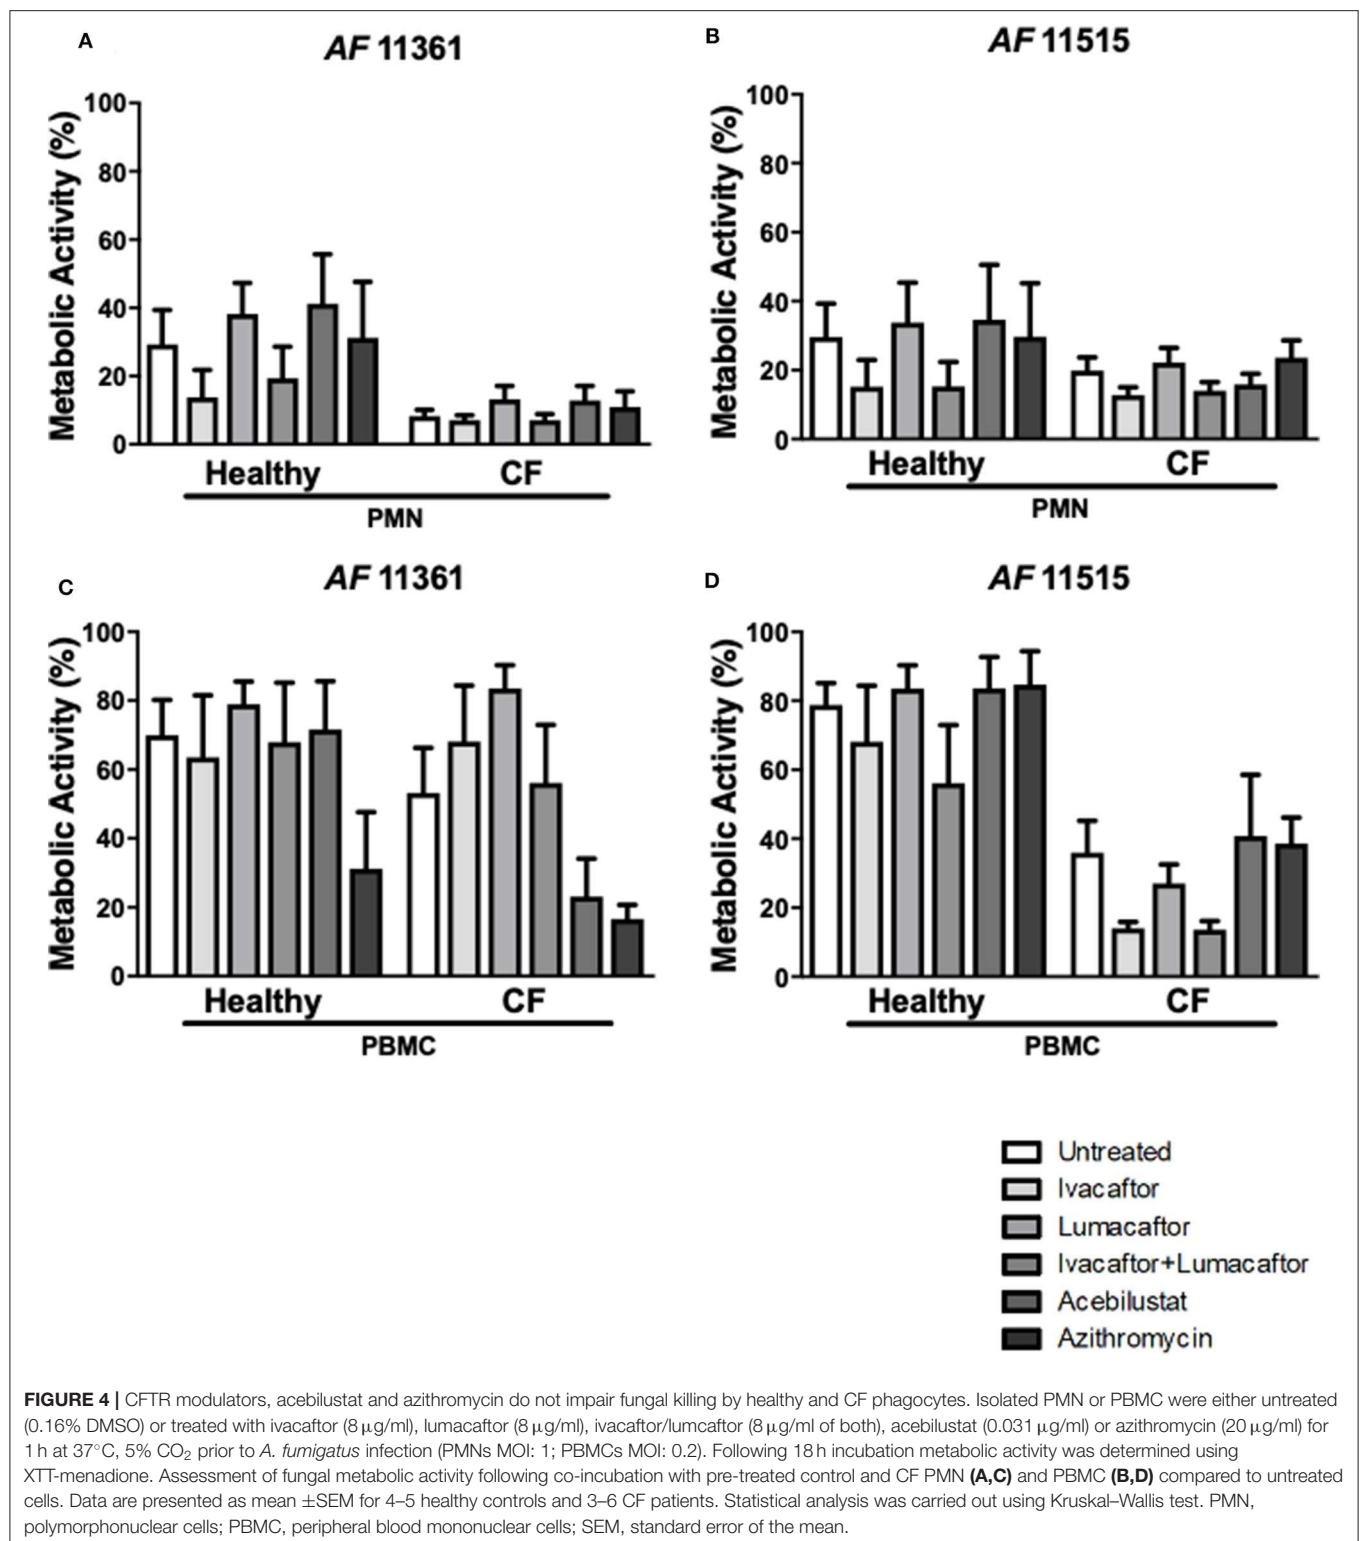 A
AF 11361
100
80
60
40
20
0
Metabolic Activity (%)
Healthy
CF
PMN
B
AF 11515
100
80
60
40
20
0
Metabolic Activity (%)
Healthy
CF
PMN
C
AF 11361
100
80
60
40
20
0
Metabolic Activity (%)
Healthy
CF
PBMC
D
AF 11515
100
80
60
40
20
0
Metabolic Activity (%)
Healthy
CF
PBMC
Untreated
Ivacaftor
Lumacaftor
Ivacaftor+Lumacaftor
Acebilustat
Azithromycin
FIGURE 4 | CFTR modulators, acebilustat and azithromycin do not impair fungal killing by healthy and CF phagocytes. Isolated PMN or PBMC were either untreated
(0.16% DMSO) or treated with ivacaftor (8 μg/ml), lumacaftor (8 μg/ml), ivacaftor/lumcaftor (8 μg/ml of both), acebilustat (0.031 μg/ml) or azithromycin (20 μg/ml) for
1 h at 37°C, 5% CO₂ prior to A. fumigatus infection (PMNs MOI: 1; PBMCs MOI: 0.2). Following 18 h incubation metabolic activity was determined using
XTT-menadione. Assessment of fungal metabolic activity following co-incubation with pre-treated control and CF PMN (A,C) and PBMC (B,D) compared to untreated
cells. Data are presented as mean ±SEM for 4–5 healthy controls and 3–6 CF patients. Statistical analysis was carried out using Kruskal–Wallis test. PMN,
polymorphonuclear cells; PBMC, peripheral blood mononuclear cells; SEM, standard error of the mean.